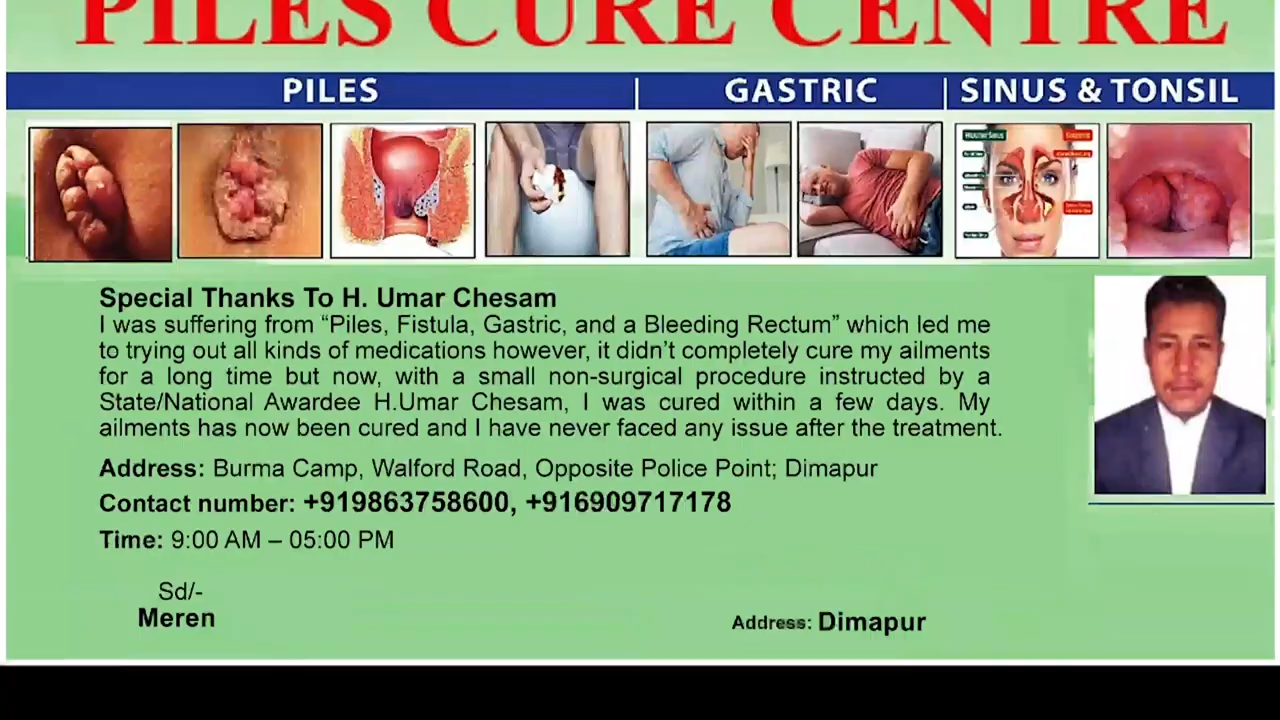 PILES CURE CENTRE
PILES | GASTRIC | SINUS & TONSIL
Special Thanks To H. Umar Chesam
I was suffering from “Piles, Fistula, Gastric, and a Bleeding Rectum” which led me
to trying out all kinds of medications however, it didn’t completely cure my ailments
for a long time but now, with a small non-surgical procedure instructed by a
State/National Awardee H.Umar Chesam, I was cured within a few days. My
ailments has now been cured and I have never faced any issue after the treatment.
Address: Burma Camp, Walford Road, Opposite Police Point; Dimapur
Contact number: +919863758600, +916909717178
Time: 9:00 AM – 05:00 PM
Sd/-
Meren
Address: Dimapur